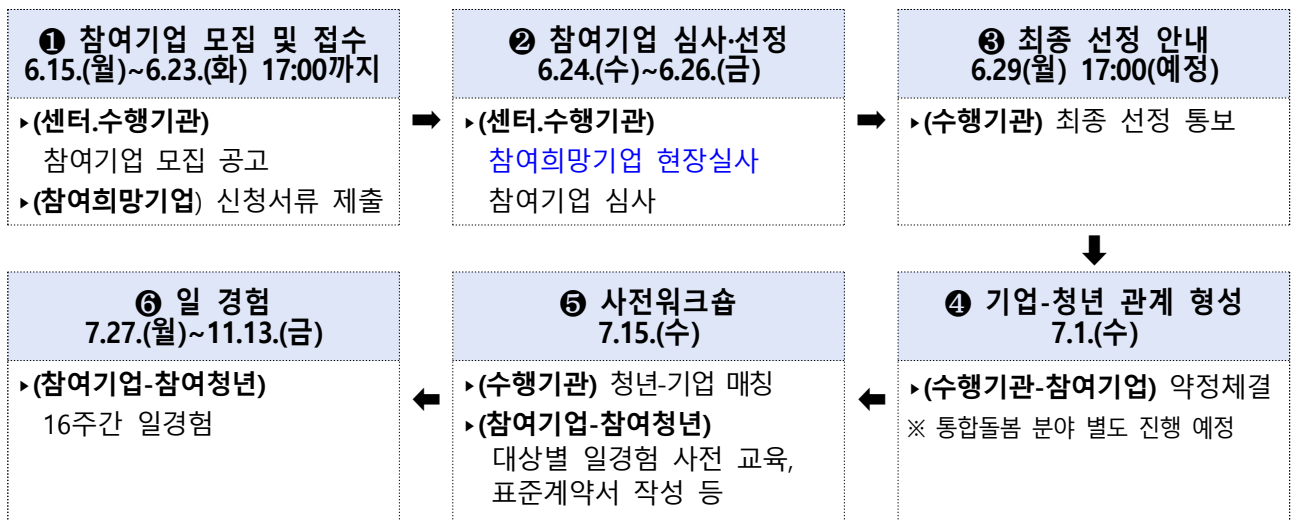 ❶ 참여기업 모집 및 접수
6.15.(월)~6.23.(화) 17:00까지
▸(센터.수행기관)
참여기업 모집 공고
▸(참여희망기업) 신청서류 제출
➡
❷ 참여기업 심사·선정
6.24.(수)~6.26.(금)
▸(센터.수행기관)
참여희망기업 현장실사
참여기업 심사
➡
❸ 최종 선정 안내
6.29(월) 17:00(예정)
▸(수행기관) 최종 선정 통보
⬇
❹ 기업-청년 관계 형성
7.1.(수)
▸(수행기관-참여기업) 약정체결
※ 통합돌봄 분야 별도 진행 예정
⬅
❺ 사전워크숍
7.15.(수)
▸(수행기관) 청년-기업 매칭
▸(참여기업-참여청년)
대상별 일경험 사전 교육,
표준계약서 작성 등
⬅
❻ 일 경험
7.27.(월)~11.13.(금)
▸(참여기업-참여청년)
16주간 일경험